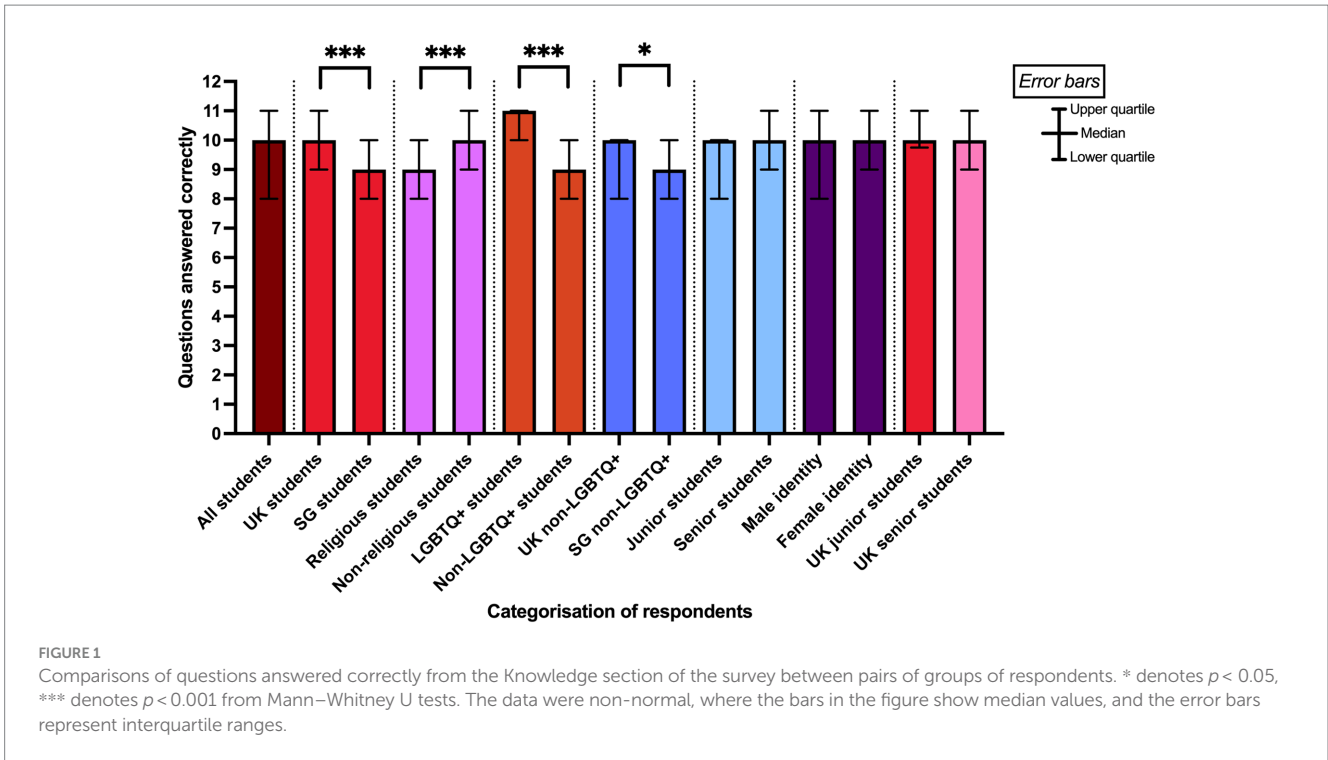 *** *** *** *
Error bars
Upper quartile
Median
Lower quartile
12
11
10
9
8
7
6
5
4
3
2
1
0
Questions answered correctly
All students
UK students
SG students
Religious students
Non-religious students
LGBTQ+ students
Non-LGBTQ+ students
UK non-LGBTQ+
SG non-LGBTQ+
Junior students
Senior students
Male identity
Female identity
UK junior students
UK senior students
Categorisation of respondents
FIGURE 1
Comparisons of questions answered correctly from the Knowledge section of the survey between pairs of groups of respondents. * denotes p < 0.05,
*** denotes p < 0.001 from Mann–Whitney U tests. The data were non-normal, where the bars in the figure show median values, and the error bars
represent interquartile ranges.